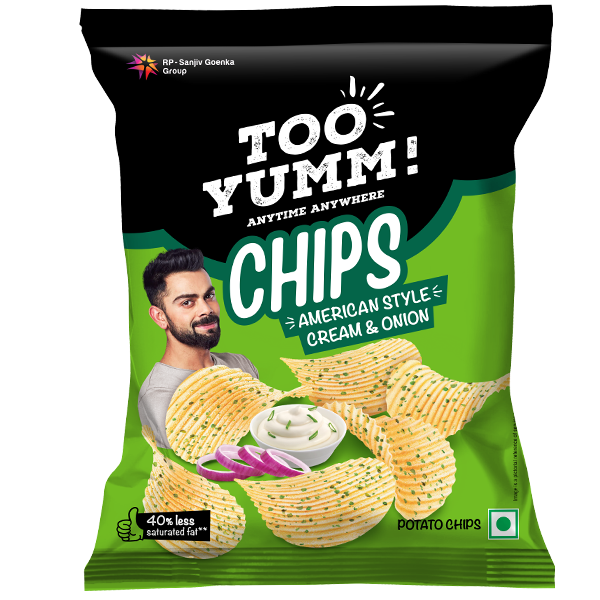 RP-Sanjiv Goenka
Group
TOO
YUMM!
ANYTIME ANYWHERE
CHIPS
AMERICAN STYLE
CREAM & ONION
40% less
saturated fat**
POTATO CHIPS